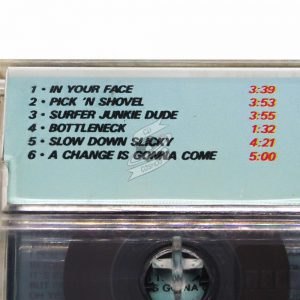 1 • IN YOUR FACE 3:39
2 • PICK 'N SHOVEL 3:53
3 • SURFER JUNKIE DUDE 3:55
4 • BOTTLENECK 1:32
5 • SLOW DOWN SLICKY 4:21
6 • A CHANGE IS GONNA COME 5:00